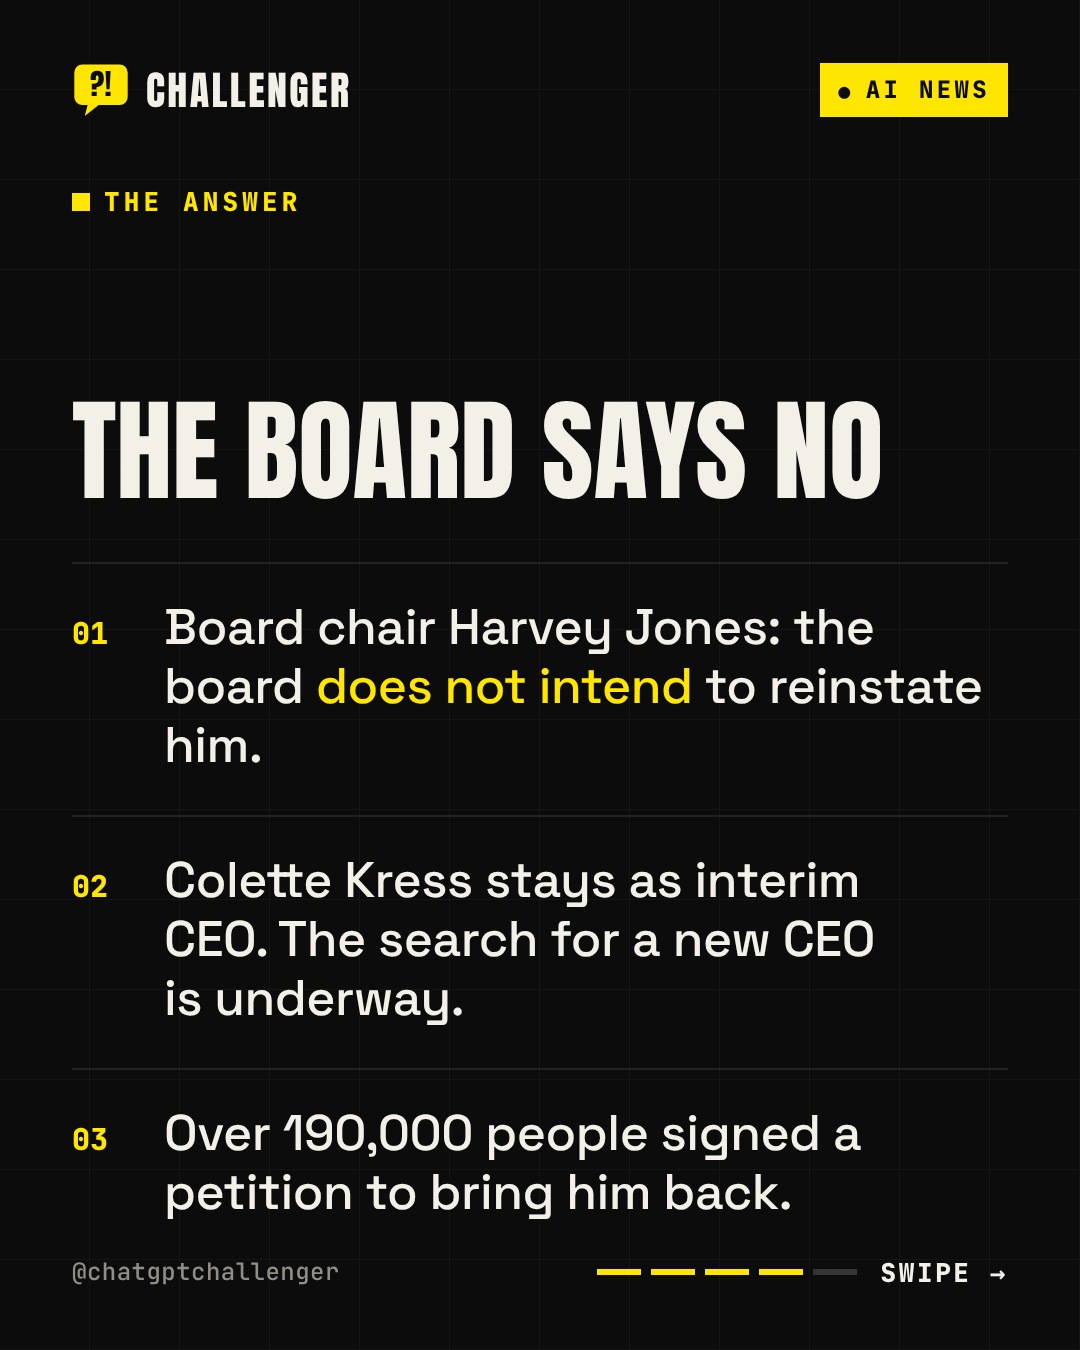 ?! CHALLENGER
● AI NEWS
THE ANSWER
THE BOARD SAYS NO
01 Board chair Harvey Jones: the
board does not intend to reinstate
him.
02 Colette Kress stays as interim
CEO. The search for a new CEO
is underway.
03 Over 190,000 people signed a
petition to bring him back.
@chatgptchallenger
SWIPE →